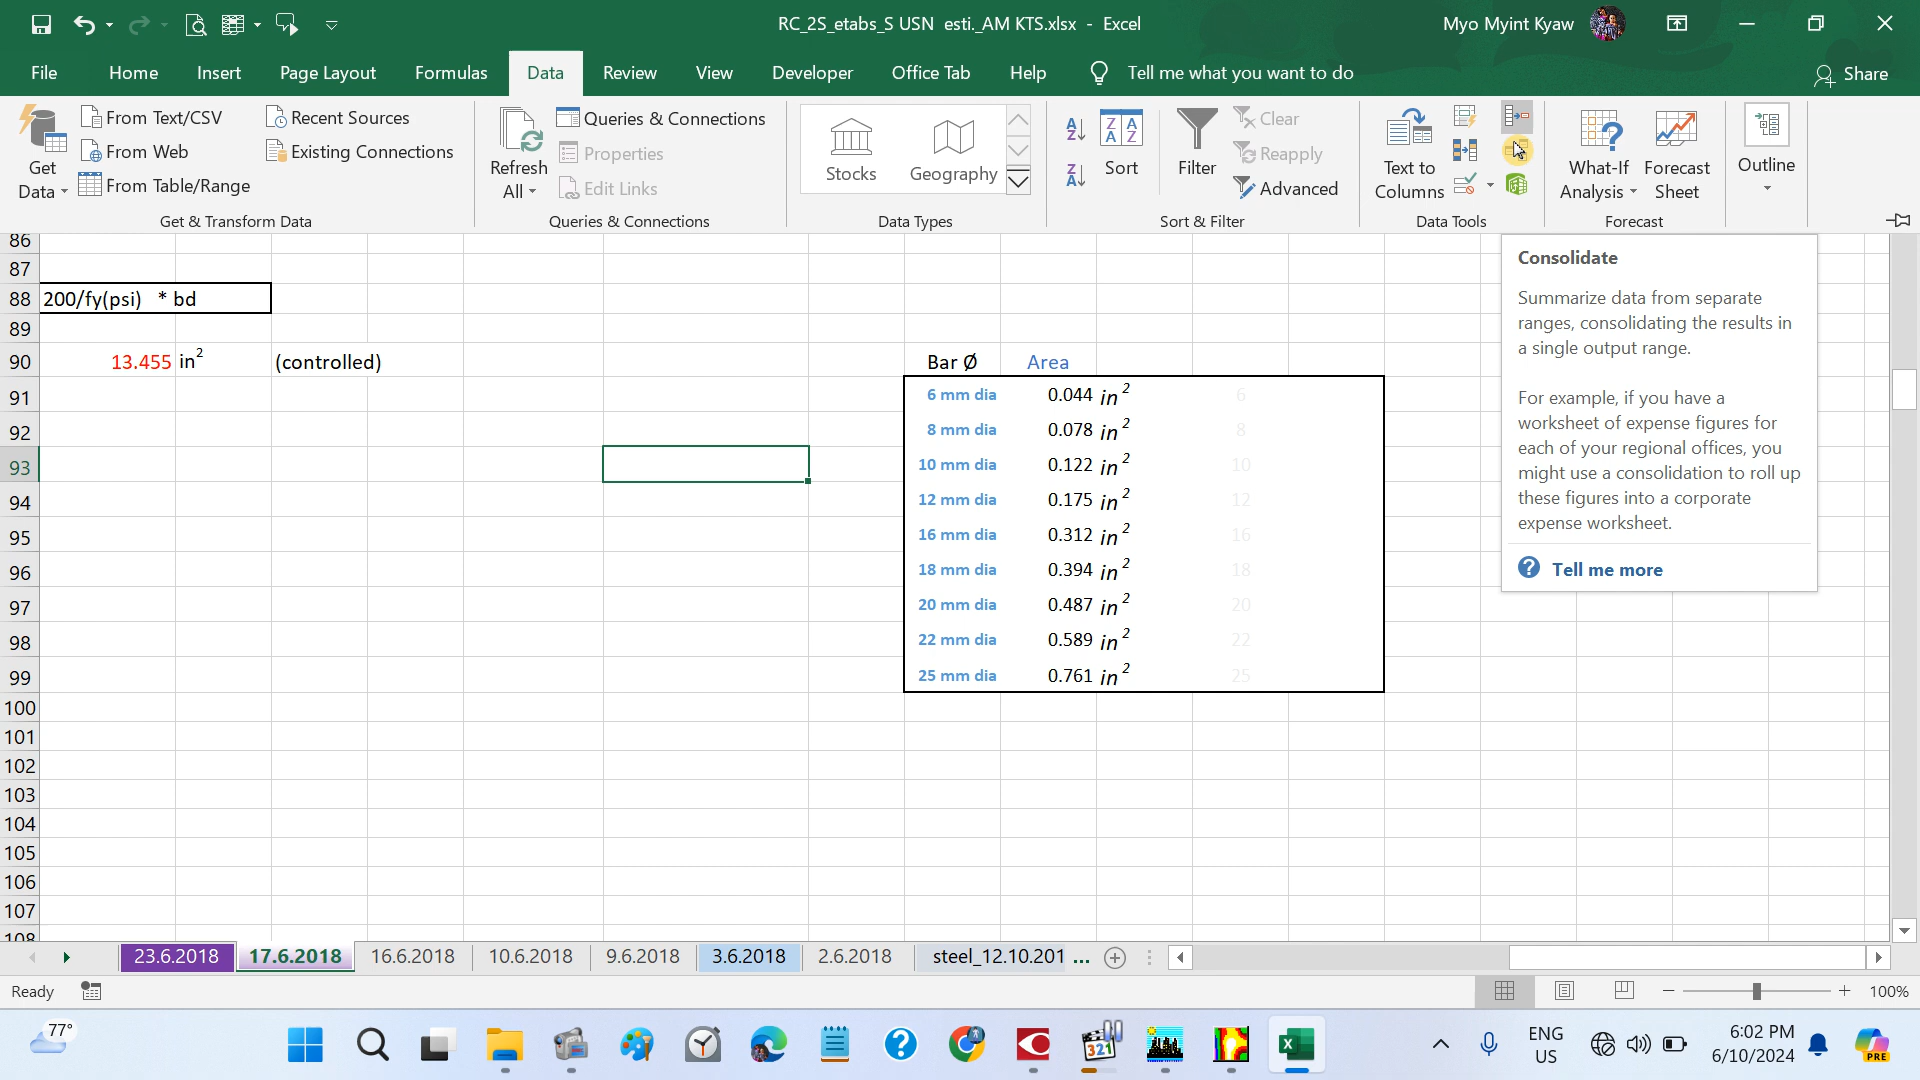 RC_2S_etabs_S USN esti._AM KTS.xlsx - Excel
Myo Myint Kyaw
File Home Insert Page Layout Formulas Data Review View Developer Office Tab Help Tell me what you want to do Share
Get Data
From Text/CSV
From Web
From Table/Range
Recent Sources
Existing Connections
Get & Transform Data
Refresh All
Queries & Connections
Properties
Edit Links
Queries & Connections
Stocks
Geography
Data Types
Sort
Filter
Clear
Reapply
Advanced
Sort & Filter
Text to Columns
Data Tools
What-If Analysis
Forecast Sheet
Forecast
Outline
Consolidate
Summarize data from separate
ranges, consolidating the results in
a single output range.
For example, if you have a
worksheet of expense figures for
each of your regional offices, you
might use a consolidation to roll up
these figures into a corporate
expense worksheet.
Tell me more
86
87
88 200/fy(psi) * bd
89
90 13.455 in² (controlled) Bar Ø Area
91 6 mm dia 0.044 in² 6
92 8 mm dia 0.078 in² 8
93 10 mm dia 0.122 in² 10
94 12 mm dia 0.175 in² 12
95 16 mm dia 0.312 in² 16
96 18 mm dia 0.394 in² 18
97 20 mm dia 0.487 in² 20
98 22 mm dia 0.589 in² 22
99 25 mm dia 0.761 in² 25
100
101
102
103
104
105
106
107
108
23.6.2018 17.6.2018 16.6.2018 10.6.2018 9.6.2018 3.6.2018 2.6.2018 steel_12.10.201 ...
Ready
100%
77°
321
ENG
US
6:02 PM
6/10/2024
PRE